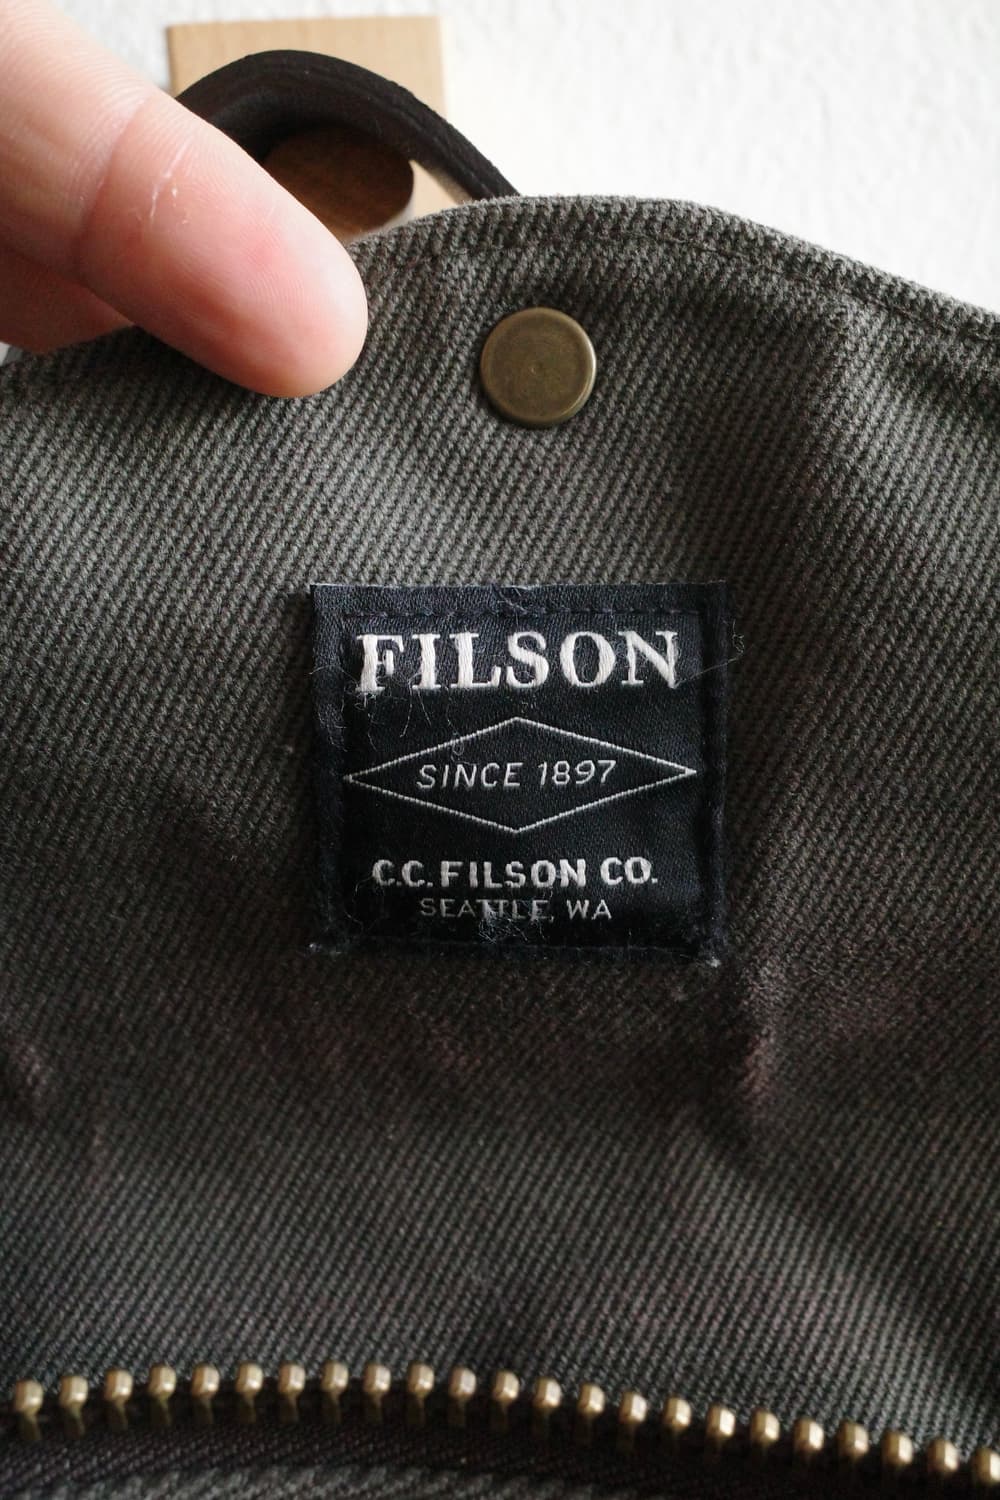 FILSON
SINCE 1897
C.C. FILSON CO.
SEATTLE, WA